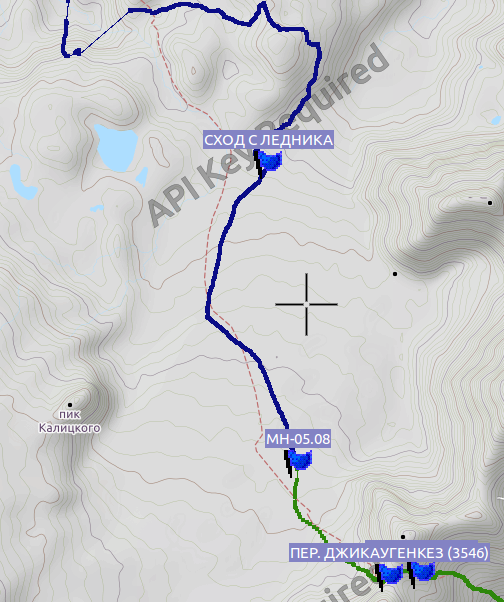 API Key Required
СХОД С ЛЕДНИКА
пик
Калицкого
МН-05.08
ПЕР. ДЖИКАУГЕНКЕЗ (3546)